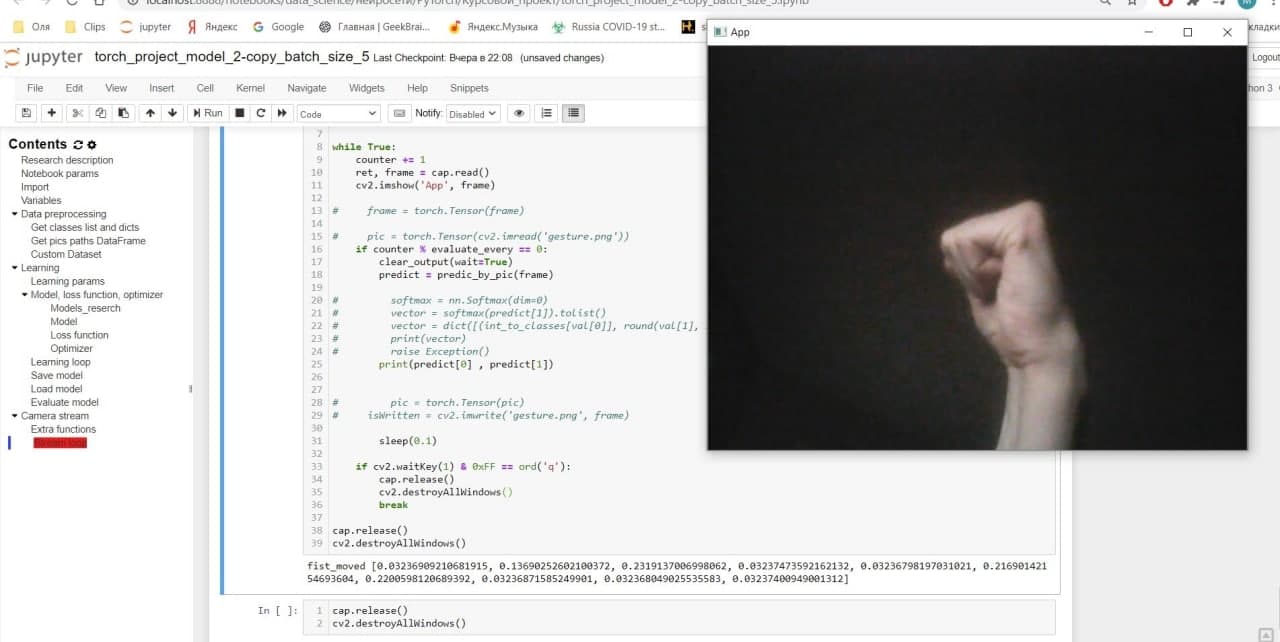 localhost:8888/notebooks/data_science/нейросети/PyTorch/курсовой_проект/torch_project_model_2-copy_batch_size_5.ipynb
Оля Clips jupyter Яндекс Google Главная | GeekBrai... Яндекс.Музыка Russia COVID-19 st...
App
jupyter torch_project_model_2-copy_batch_size_5 Last Checkpoint: Вчера в 22:08 (unsaved changes)
Logout
File Edit View Insert Cell Kernel Navigate Widgets Help Snippets
Run Code Notify: Disabled
Contents
Research description
Notebook params
Import
Variables
Data preprocessing
Get classes list and dicts
Get pics paths DataFrame
Custom Dataset
Learning
Learning params
Model, loss function, optimizer
Models_reserch
Model
Loss function
Optimizer
Learning loop
Save model
Load model
Evaluate model
Camera stream
Extra functions
Stream loop
7
8 while True:
9 counter += 1
10 ret, frame = cap.read()
11 cv2.imshow('App', frame)
12
13 # frame = torch.Tensor(frame)
14
15 # pic = torch.Tensor(cv2.imread('gesture.png'))
16 if counter % evaluate_every == 0:
17 clear_output(wait=True)
18 predict = predic_by_pic(frame)
19
20 # softmax = nn.Softmax(dim=0)
21 # vector = softmax(predict[1]).tolist()
22 # vector = dict([(int_to_classes[val[0]], round(val[1],
23 # print(vector)
24 # raise Exception()
25 print(predict[0] , predict[1])
26
27
28 # pic = torch.Tensor(pic)
29 # isWritten = cv2.imwrite('gesture.png', frame)
30
31 sleep(0.1)
32
33 if cv2.waitKey(1) & 0xFF == ord('q'):
34 cap.release()
35 cv2.destroyAllWindows()
36 break
37
38 cap.release()
39 cv2.destroyAllWindows()
fist_moved [0.03236909210681915, 0.13690252602100372, 0.2319137006998062, 0.03237473592162132, 0.03236798197031021, 0.216901421
54693604, 0.2200598120689392, 0.03236871585249901, 0.032368049025535583, 0.03237400949001312]
In [ ]:
1 cap.release()
2 cv2.destroyAllWindows()